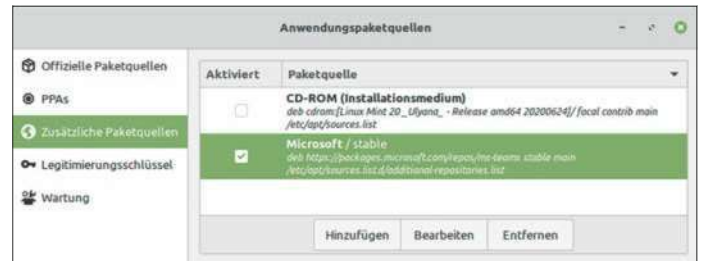 Anwendungspaketquellen
Offizielle Paketquellen
PPAs
Zusätzliche Paketquellen
Legitimierungsschlüssel
Wartung
Aktiviert Paketquelle
CD-ROM (Installationsmedium)
deb cdrom:[Linux Mint 20 _Ulyana_ - Release amd64 20200624]/ focal contrib main
/etc/apt/sources.list
Microsoft / stable
deb https://packages.microsoft.com/repos/ms-teams stable main
/etc/apt/sources.list.d/additional-repositories.list
Hinzufügen Bearbeiten Entfernen